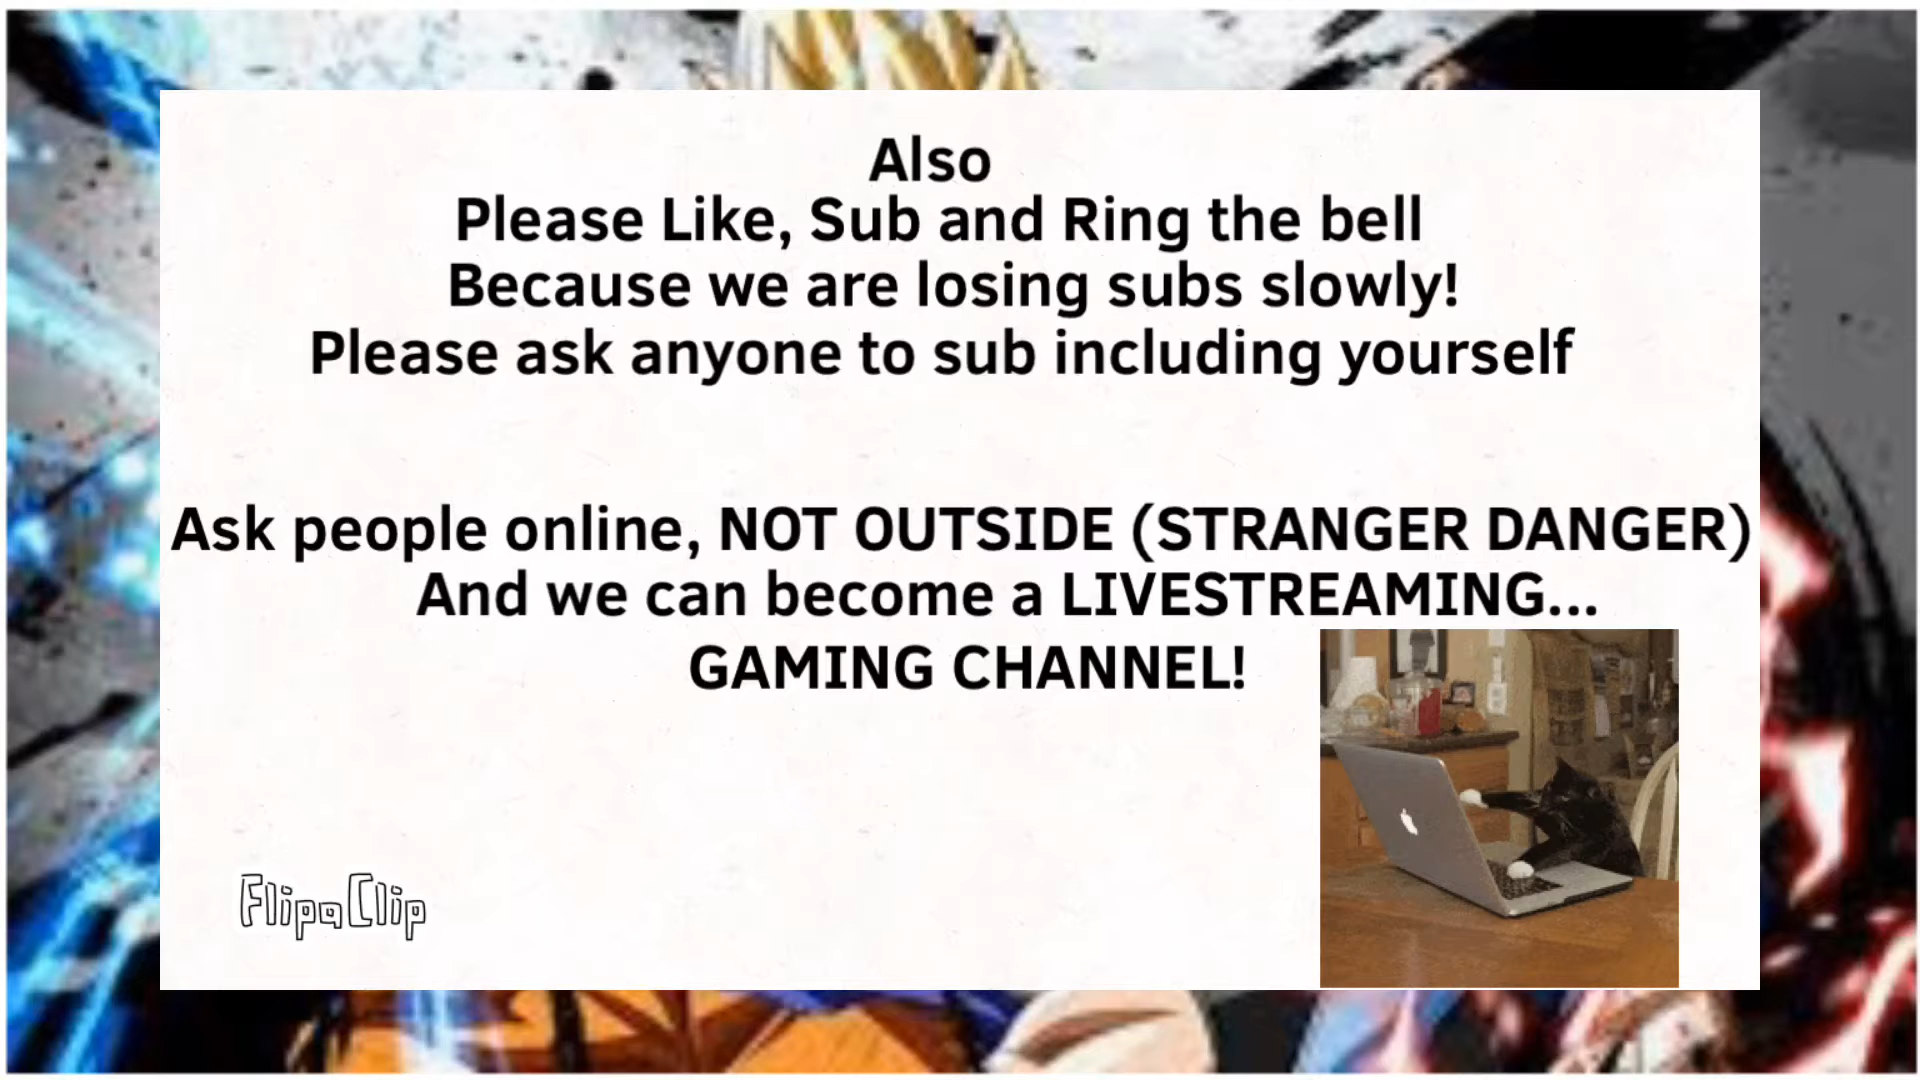 Also
Please Like, Sub and Ring the bell
Because we are losing subs slowly!
Please ask anyone to sub including yourself
Ask people online, NOT OUTSIDE (STRANGER DANGER)
And we can become a LIVESTREAMING...
GAMING CHANNEL!
FlipaClip